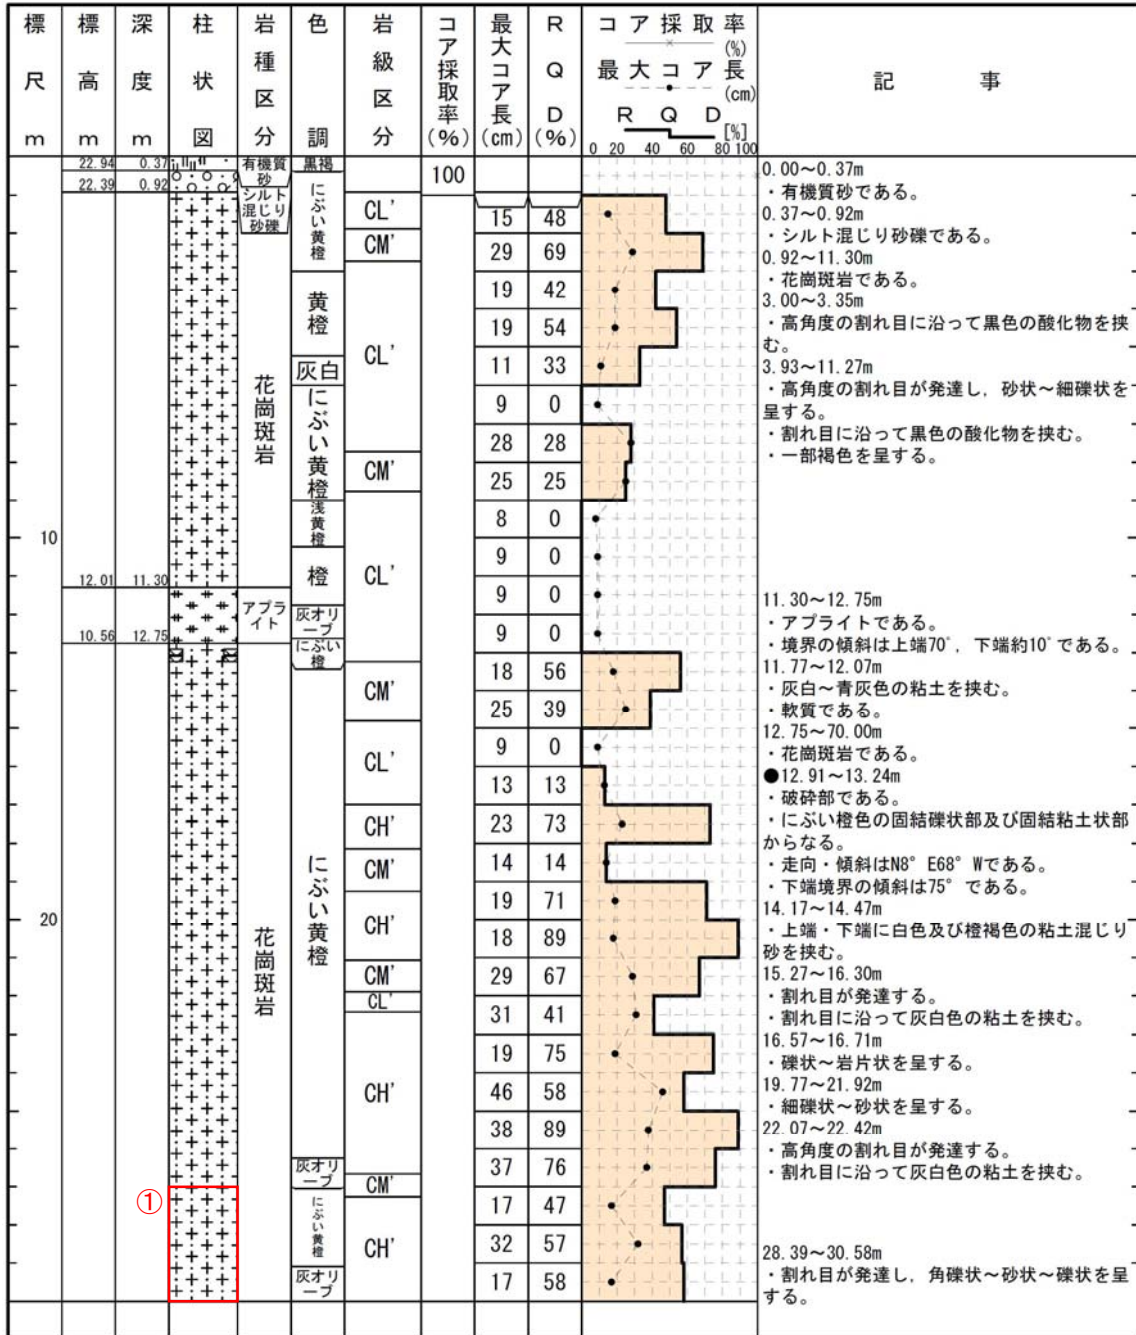 標尺m
標高m
深度m
柱状図
岩種区分
色調
岩級区分
コア採取率(%)
最大コア長(cm)
RQD(%)
コア採取率(%)
最大コア長(cm)
RQD[%]
0 20 40 60 80 100
記事
22.94 0.37
22.39 0.92
12.01 11.30
10.56 12.75
10
20
①
有機質砂
シルト混じり砂礫
花崗斑岩
アプライト
花崗斑岩
黒褐
にぶい黄橙
黄橙
灰白
にぶい黄橙
浅黄橙
橙
灰オリーブ
にぶい橙
にぶい黄橙
灰オリーブ
にぶい黄橙
灰オリーブ
CL'
CM'
CL'
CM'
CL'
CM'
CL'
CH'
CM'
CH'
CM'
CL'
CH'
CM'
CH'
100
15 48
29 69
19 42
19 54
11 33
9 0
28 28
25 25
8 0
9 0
9 0
9 0
18 56
25 39
9 0
13 13
23 73
14 14
19 71
18 89
29 67
31 41
19 75
46 58
38 89
37 76
17 47
32 57
17 58
0.00～0.37m
・有機質砂である。
0.37～0.92m
・シルト混じり砂礫である。
0.92～11.30m
・花崗斑岩である。
3.00～3.35m
・高角度の割れ目に沿って黒色の酸化物を挟
む。
3.93～11.27m
・高角度の割れ目が発達し，砂状～細礫状を
呈する。
・割れ目に沿って黒色の酸化物を挟む。
・一部褐色を呈する。
11.30～12.75m
・アプライトである。
・境界の傾斜は上端70°，下端約10°である。
11.77～12.07m
・灰白～青灰色の粘土を挟む。
・軟質である。
12.75～70.00m
・花崗斑岩である。
●12.91～13.24m
・破砕部である。
・にぶい橙色の固結礫状部及び固結粘土状部
からなる。
・走向・傾斜はN8°E68°Wである。
・下端境界の傾斜は75°である。
14.17～14.47m
・上端・下端に白色及び橙褐色の粘土混じり
砂を挟む。
15.27～16.30m
・割れ目が発達する。
・割れ目に沿って灰白色の粘土を挟む。
16.57～16.71m
・礫状～岩片状を呈する。
19.77～21.92m
・細礫状～砂状を呈する。
22.07～22.42m
・高角度の割れ目が発達する。
・割れ目に沿って灰白色の粘土を挟む。
28.39～30.58m
・割れ目が発達し，角礫状～砂状～礫状を呈
する。